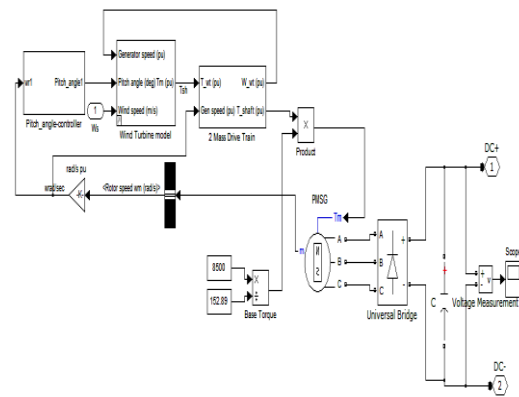 Generator speed (pu)
wr1
Pitch_angle1
Pitch angle (deg)
Tm (pu)
Wind speed (m/s)
Pitch_angle-controller
1
Ws
Wind Turbine model
Tsh
T_wt (pu)
W_wt (pu)
Gen speed (pu)
T_shaft (pu)
2 Mass Drive Train
X
Product
rad/s pu
wrad/sec
-K-
<Rotor speed wm (rad/s)>
PMSG
Tm
m
N
S
A
B
C
A
B
C
+
-
Universal Bridge
8500
152.89
X
÷
Base Torque
DC+
1
+
C
+
-
v
Voltage Measurement
Scope
DC-
2